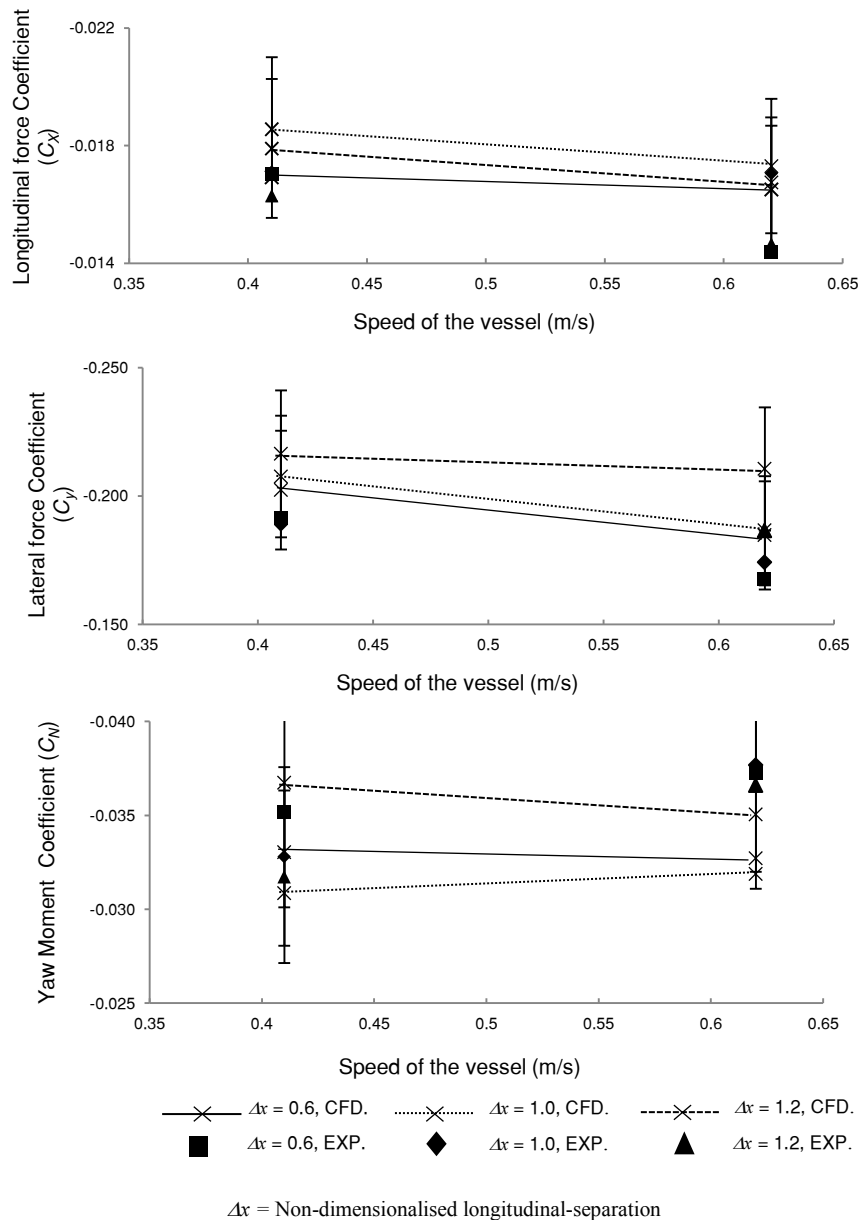 -0.022
-0.018
-0.014
0.35 0.4 0.45 0.5 0.55 0.6 0.65
Longitudinal force Coefficient
(CX)
Speed of the vessel (m/s)
-0.250
-0.200
-0.150
0.35 0.4 0.45 0.5 0.55 0.6 0.65
Lateral force Coefficient
(Cy)
Speed of the vessel (m/s)
-0.040
-0.035
-0.030
-0.025
0.35 0.4 0.45 0.5 0.55 0.6 0.65
Yaw Moment Coefficient (CN)
Speed of the vessel (m/s)
Δx = 0.6, CFD. Δx = 1.0, CFD. Δx = 1.2, CFD.
Δx = 0.6, EXP. Δx = 1.0, EXP. Δx = 1.2, EXP.
Δx = Non-dimensionalised longitudinal-separation